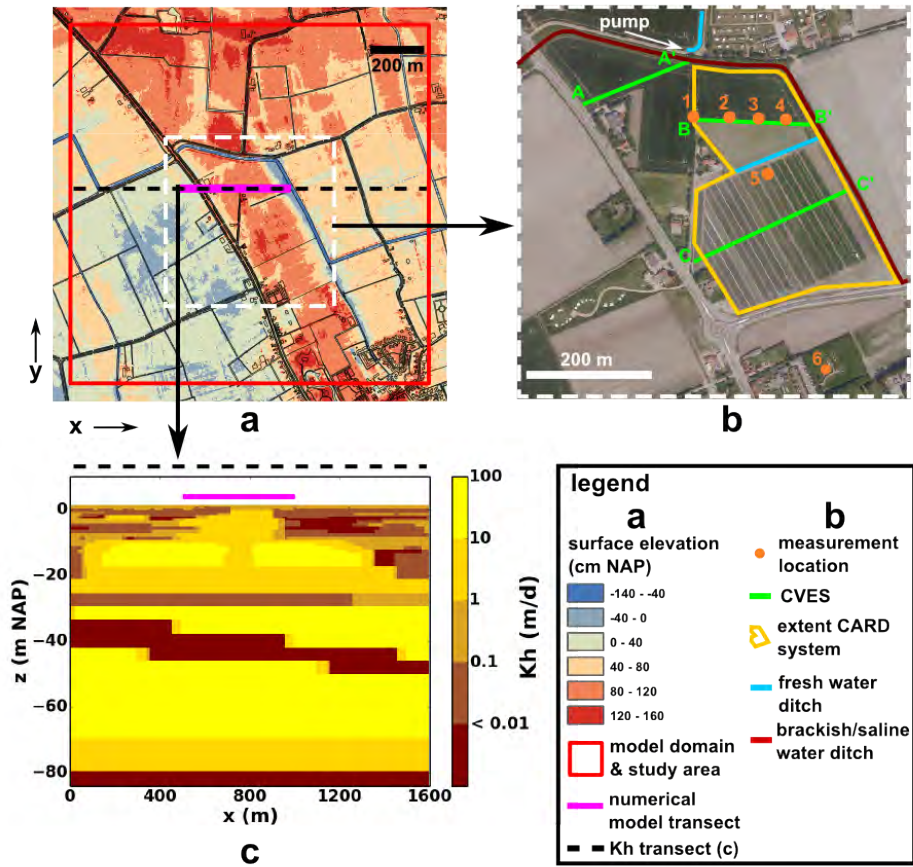 200 m
y
x
a
pump
A
A'
1
2
3
4
B
B'
5
C
C'
6
200 m
b
100
10
1
0.1
< 0.01
Kh (m/d)
0
−20
−40
−60
−80
z (m NAP)
0
400
800
1200
1600
x (m)
c
legend
a
surface elevation
(cm NAP)
-140 - -40
-40 - 0
0 - 40
40 - 80
80 - 120
120 - 160
model domain
& study area
numerical
model transect
Kh transect (c)
b
measurement
location
CVES
extent CARD
system
fresh water
ditch
brackish/saline
water ditch